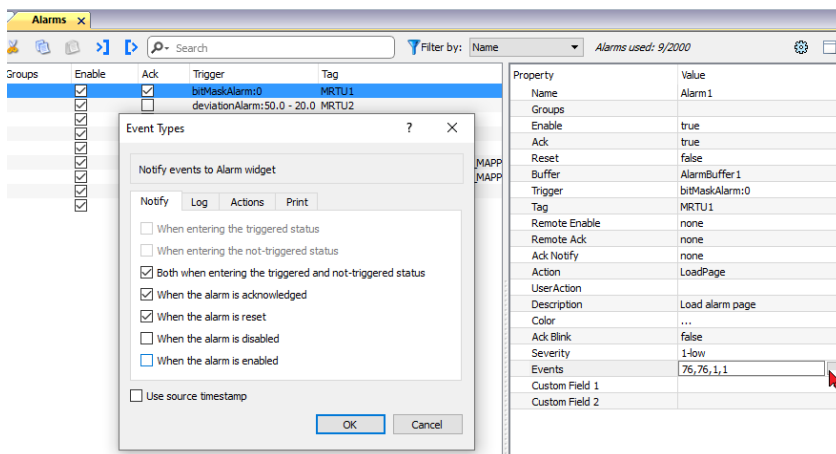 Alarms x
Search
Filter by: Name
Alarms used: 9/2000
Groups Enable Ack Trigger Tag
bitMaskAlarm:0 MRTU1
deviationAlarm:50.0 - 20.0 MRTU2
_MAPP
_MAPP
Event Types ? ×
Notify events to Alarm widget
Notify Log Actions Print
When entering the triggered status
When entering the not-triggered status
Both when entering the triggered and not-triggered status
When the alarm is acknowledged
When the alarm is reset
When the alarm is disabled
When the alarm is enabled
Use source timestamp
OK Cancel
Property Value
Name Alarm1
Groups
Enable true
Ack true
Reset false
Buffer AlarmBuffer1
Trigger bitMaskAlarm:0
Tag MRTU1
Remote Enable none
Remote Ack none
Ack Notify none
Action LoadPage
UserAction
Description Load alarm page
Color ...
Ack Blink false
Severity 1-low
Events 76,76,1,1
Custom Field 1
Custom Field 2